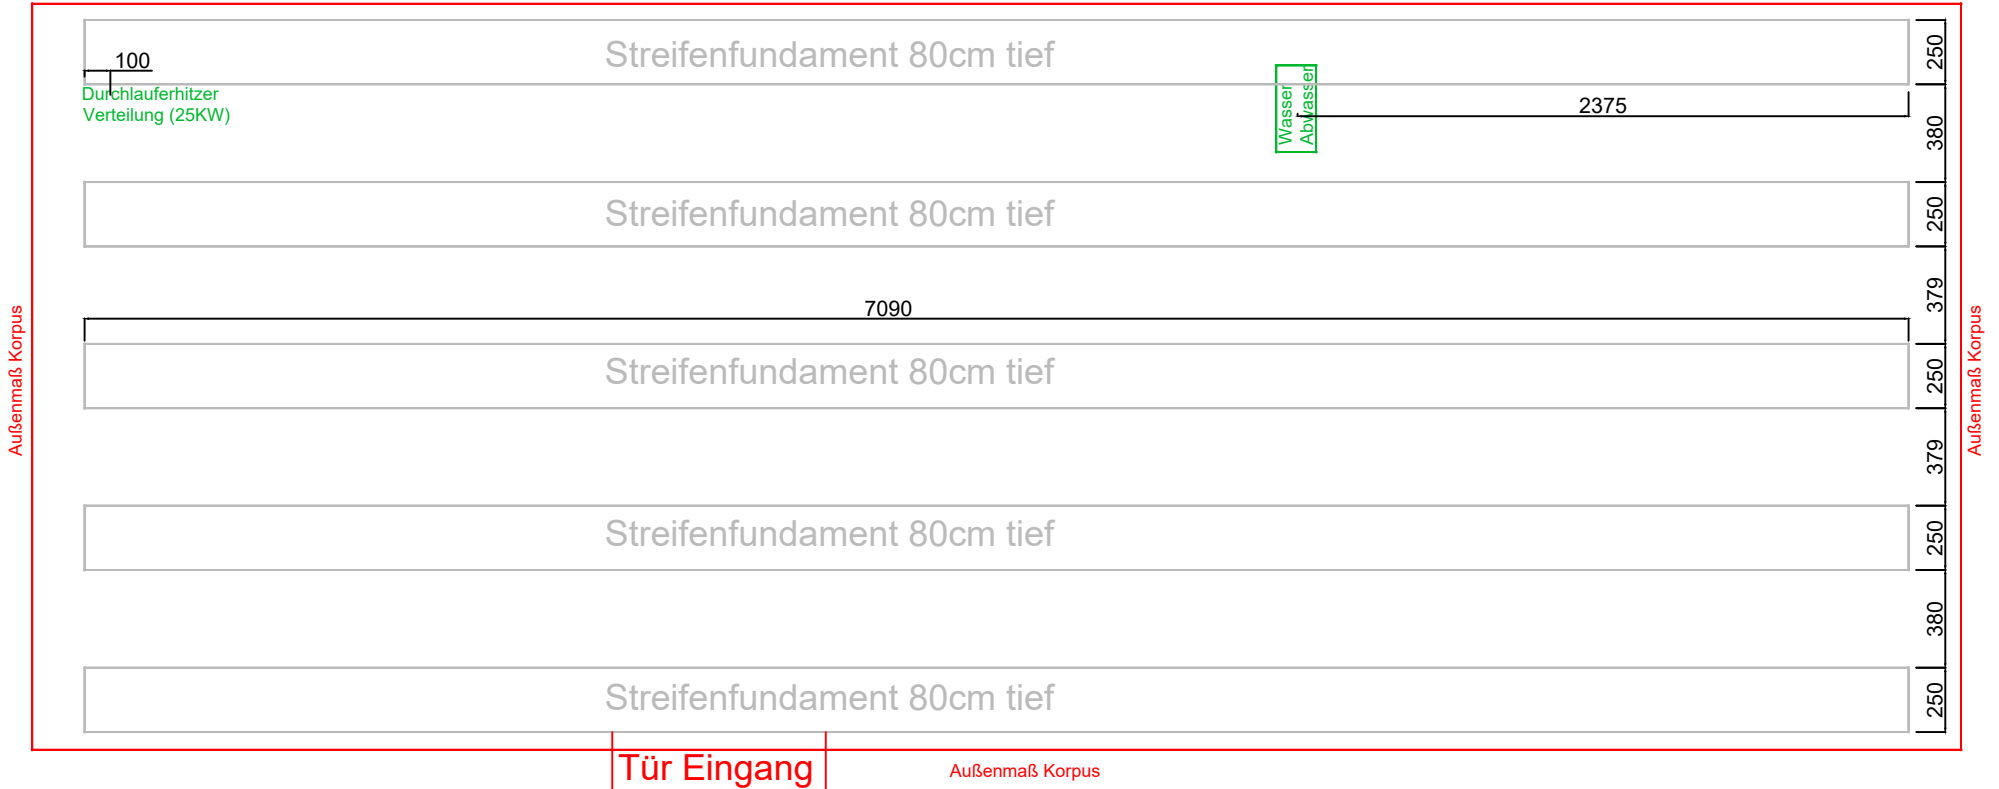 Streifenfundament 80cm tief
250
100
Durchlauferhitzer
Verteilung (25KW)
Wasser
Abwasser
2375
380
Streifenfundament 80cm tief
250
379
7090
Außenmaß Korpus
Außenmaß Korpus
Streifenfundament 80cm tief
250
379
Streifenfundament 80cm tief
250
380
Streifenfundament 80cm tief
250
Tür Eingang
Außenmaß Korpus